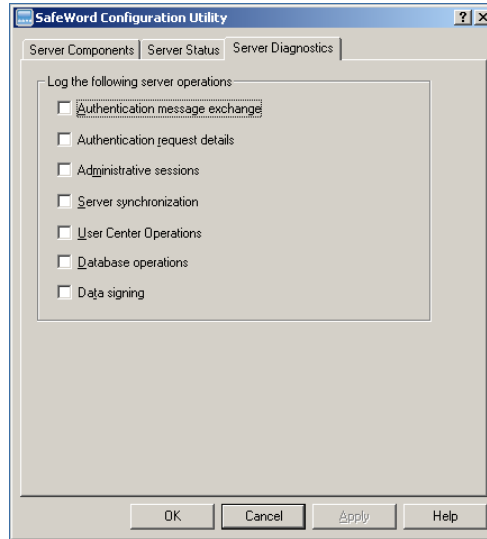 SafeWord Configuration Utility
Server Components Server Status Server Diagnostics
Log the following server operations
Authentication message exchange
Authentication request details
Administrative sessions
Server synchronization
User Center Operations
Database operations
Data signing
OK Cancel Apply Help